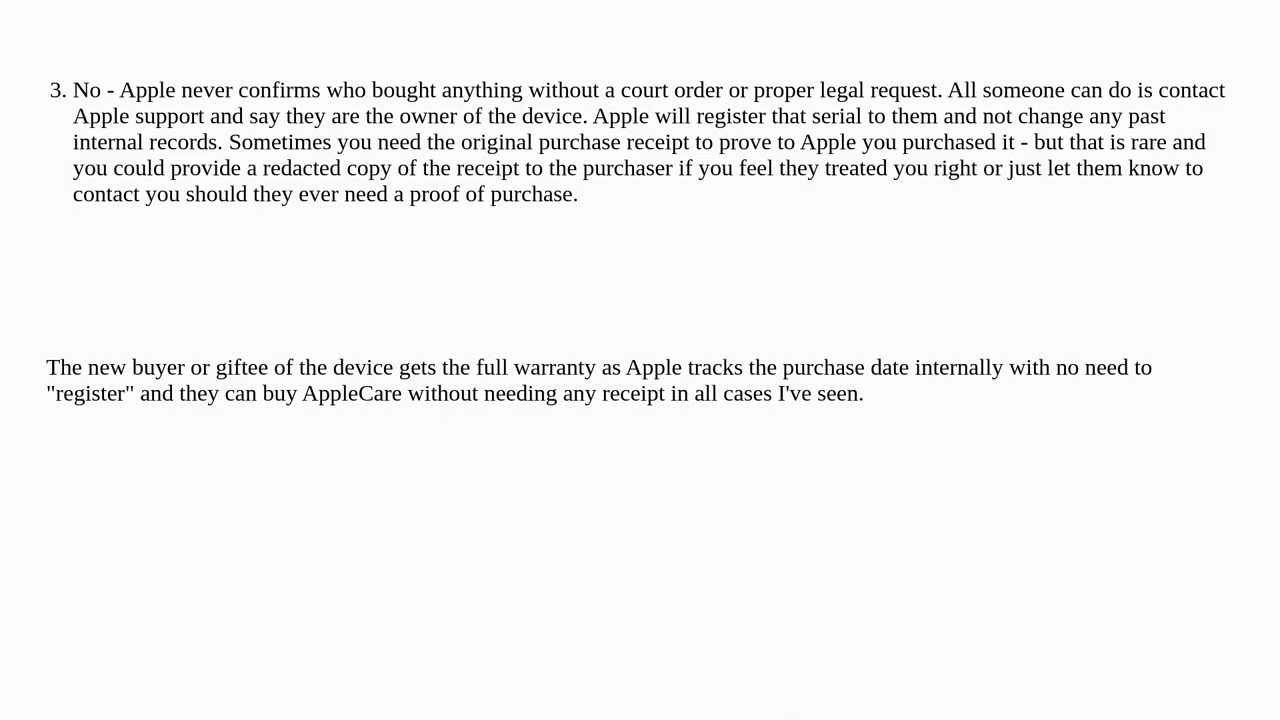 3. No - Apple never confirms who bought anything without a court order or proper legal request. All someone can do is contact
Apple support and say they are the owner of the device. Apple will register that serial to them and not change any past
internal records. Sometimes you need the original purchase receipt to prove to Apple you purchased it - but that is rare and
you could provide a redacted copy of the receipt to the purchaser if you feel they treated you right or just let them know to
contact you should they ever need a proof of purchase.
The new buyer or giftee of the device gets the full warranty as Apple tracks the purchase date internally with no need to
"register" and they can buy AppleCare without needing any receipt in all cases I've seen.